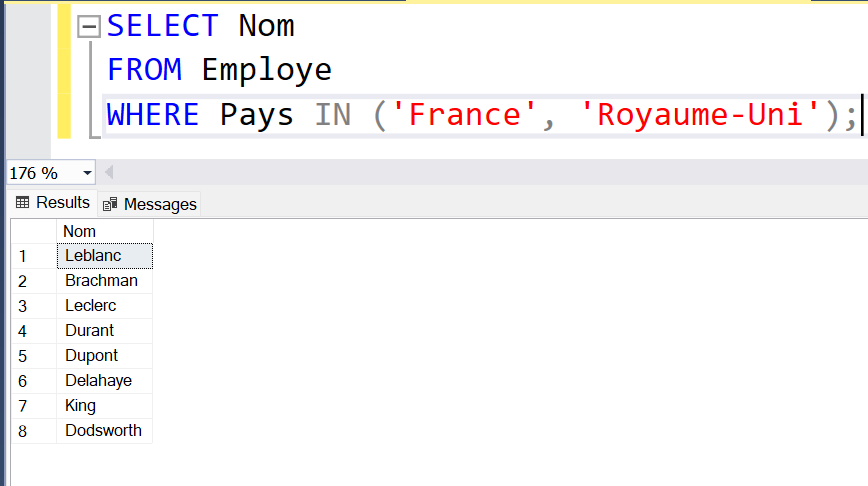 SELECT Nom
FROM Employe
WHERE Pays IN ('France', 'Royaume-Uni');
176 %
Results Messages
Nom
1 Leblanc
2 Brachman
3 Leclerc
4 Durant
5 Dupont
6 Delahaye
7 King
8 Dodsworth